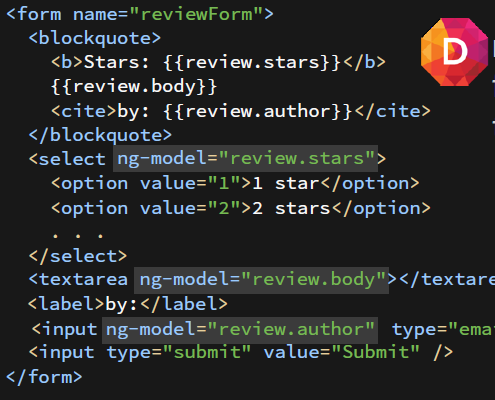 <form name="reviewForm">
<blockquote>
<b>Stars: {{review.stars}}</b>
{{review.body}}
<cite>by: {{review.author}}</cite>
</blockquote>
<select ng-model="review.stars">
<option value="1">1 star</option>
<option value="2">2 stars</option>
. . .
</select>
<textarea ng-model="review.body"></textare
<label>by:</label>
<input ng-model="review.author" type="ema
<input type="submit" value="Submit" />
</form>
D